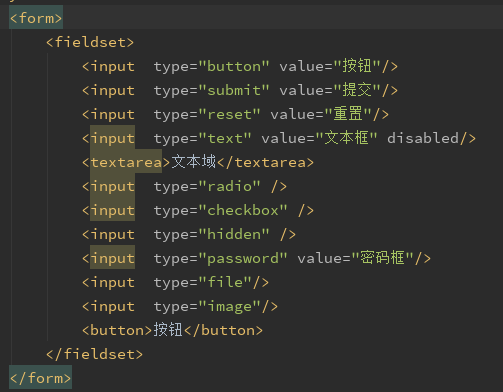 <form>
<fieldset>
<input  type="button" value="按钮"/>
<input  type="submit" value="提交"/>
<input  type="reset" value="重置"/>
<input  type="text" value="文本框" disabled/>
<textarea>文本域</textarea>
<input  type="radio" />
<input  type="checkbox" />
<input  type="hidden" />
<input  type="password" value="密码框"/>
<input  type="file"/>
<input  type="image"/>
<button>按钮</button>
</fieldset>
</form>